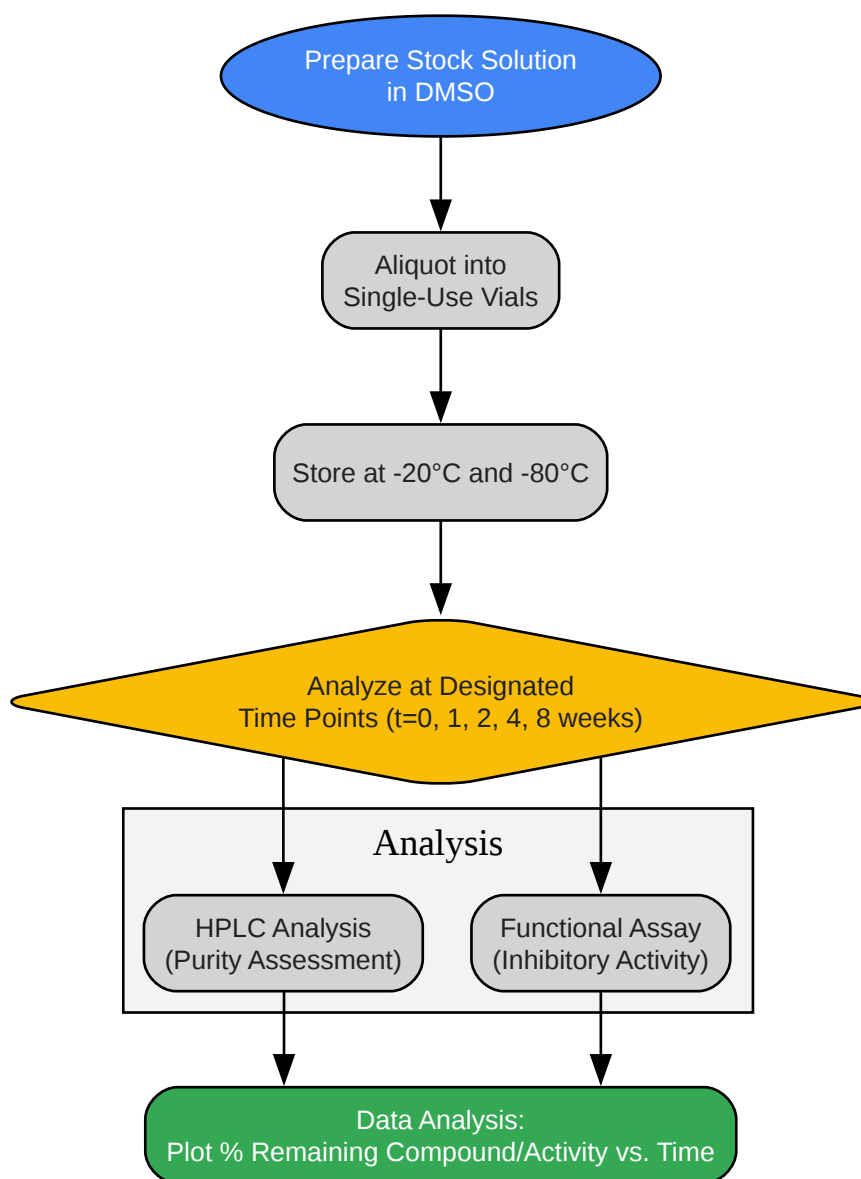 Prepare Stock Solution
in DMSO
Aliquot into
Single-Use Vials
Store at -20°C and -80°C
Analyze at Designated
Time Points (t=0, 1, 2, 4, 8 weeks)
Analysis
HPLC Analysis
(Purity Assessment)
Functional Assay
(Inhibitory Activity)
Data Analysis:
Plot % Remaining Compound/Activity vs. Time